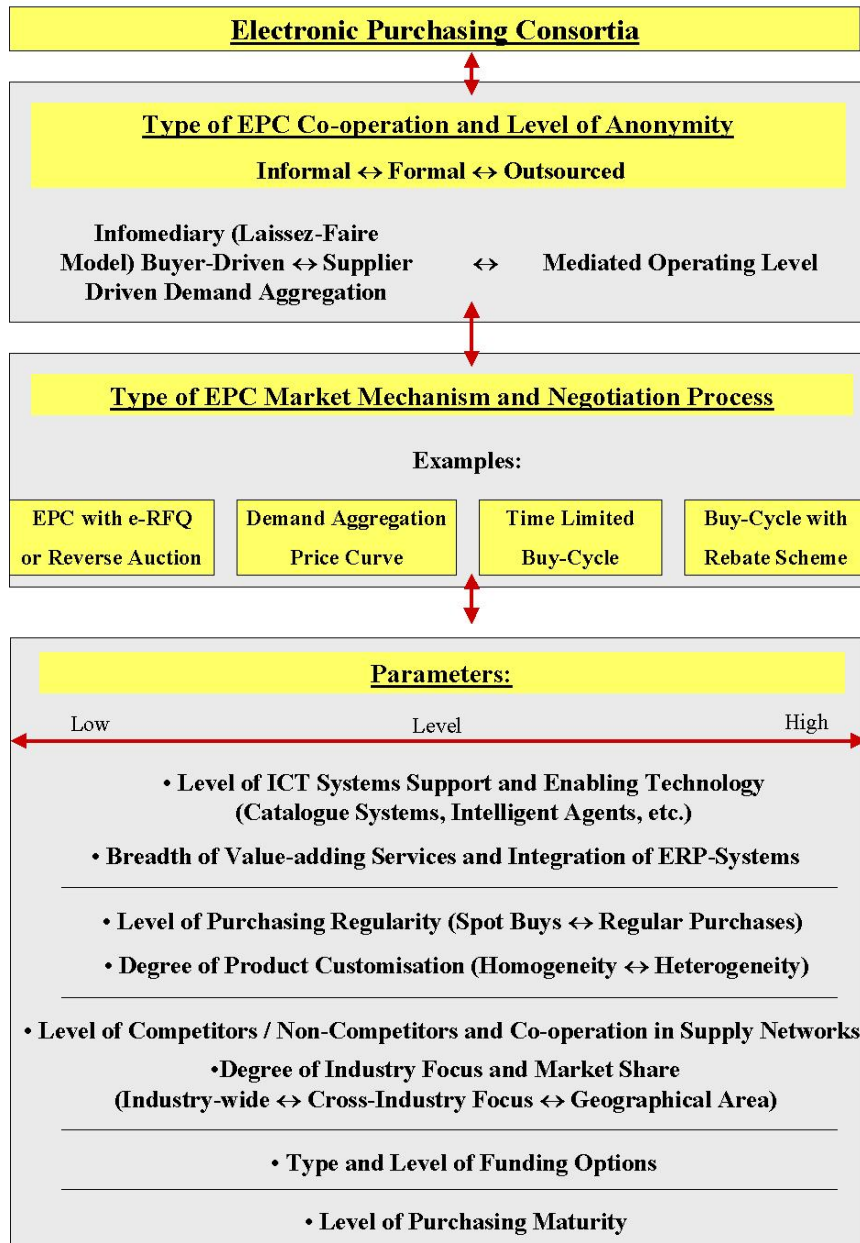 Electronic Purchasing Consortia
Type of EPC Co-operation and Level of Anonymity
Informal ↔ Formal ↔ Outsourced
Infomediary (Laissez-Faire
Model) Buyer-Driven ↔ Supplier ↔ Mediated Operating Level
Driven Demand Aggregation
Type of EPC Market Mechanism and Negotiation Process
Examples:
EPC with e-RFQ
or Reverse Auction
Demand Aggregation
Price Curve
Time Limited
Buy-Cycle
Buy-Cycle with
Rebate Scheme
Parameters:
Low Level High
• Level of ICT Systems Support and Enabling Technology
(Catalogue Systems, Intelligent Agents, etc.)
• Breadth of Value-adding Services and Integration of ERP-Systems
• Level of Purchasing Regularity (Spot Buys ↔ Regular Purchases)
• Degree of Product Customisation (Homogeneity ↔ Heterogeneity)
• Level of Competitors / Non-Competitors and Co-operation in Supply Networks
•Degree of Industry Focus and Market Share
(Industry-wide ↔ Cross-Industry Focus ↔ Geographical Area)
• Type and Level of Funding Options
• Level of Purchasing Maturity